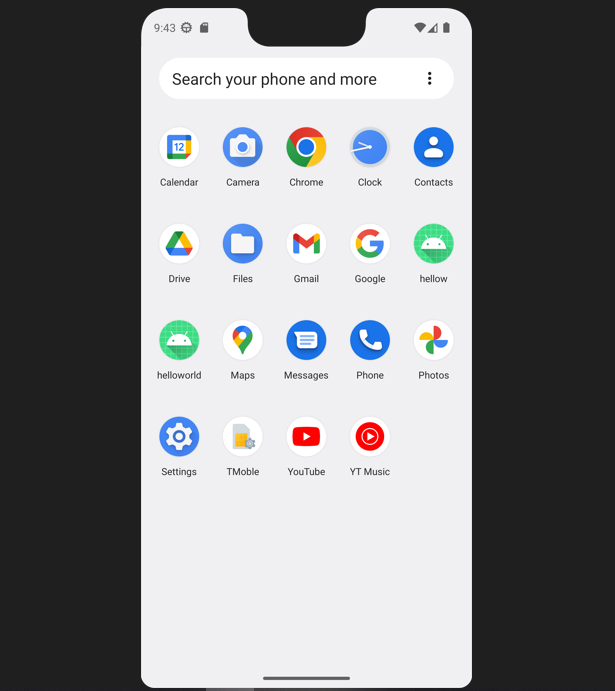 9:43
Search your phone and more
12
Calendar Camera Chrome Clock Contacts
Drive Files Gmail Google hellow
helloworld Maps Messages Phone Photos
Settings TMoble YouTube YT Music